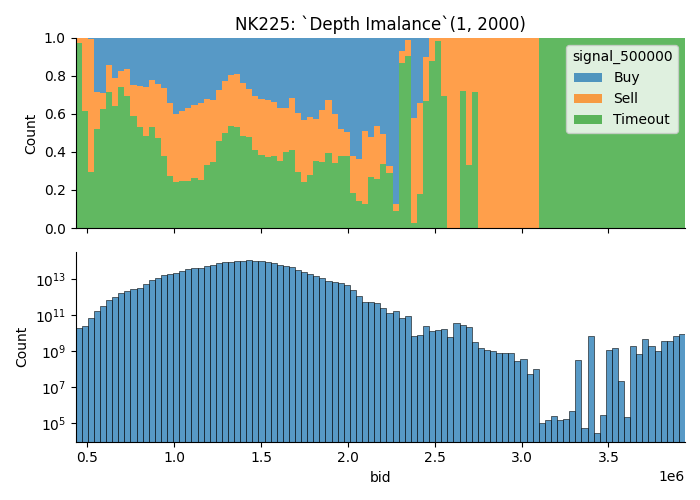 NK225: `Depth Imalance`(1, 2000)
Count
1.0
0.8
0.6
0.4
0.2
0.0
signal_500000
Buy
Sell
Timeout
Count
10^13
10^11
10^9
10^7
10^5
0.5 1.0 1.5 2.0 2.5 3.0 3.5
1e6
bid